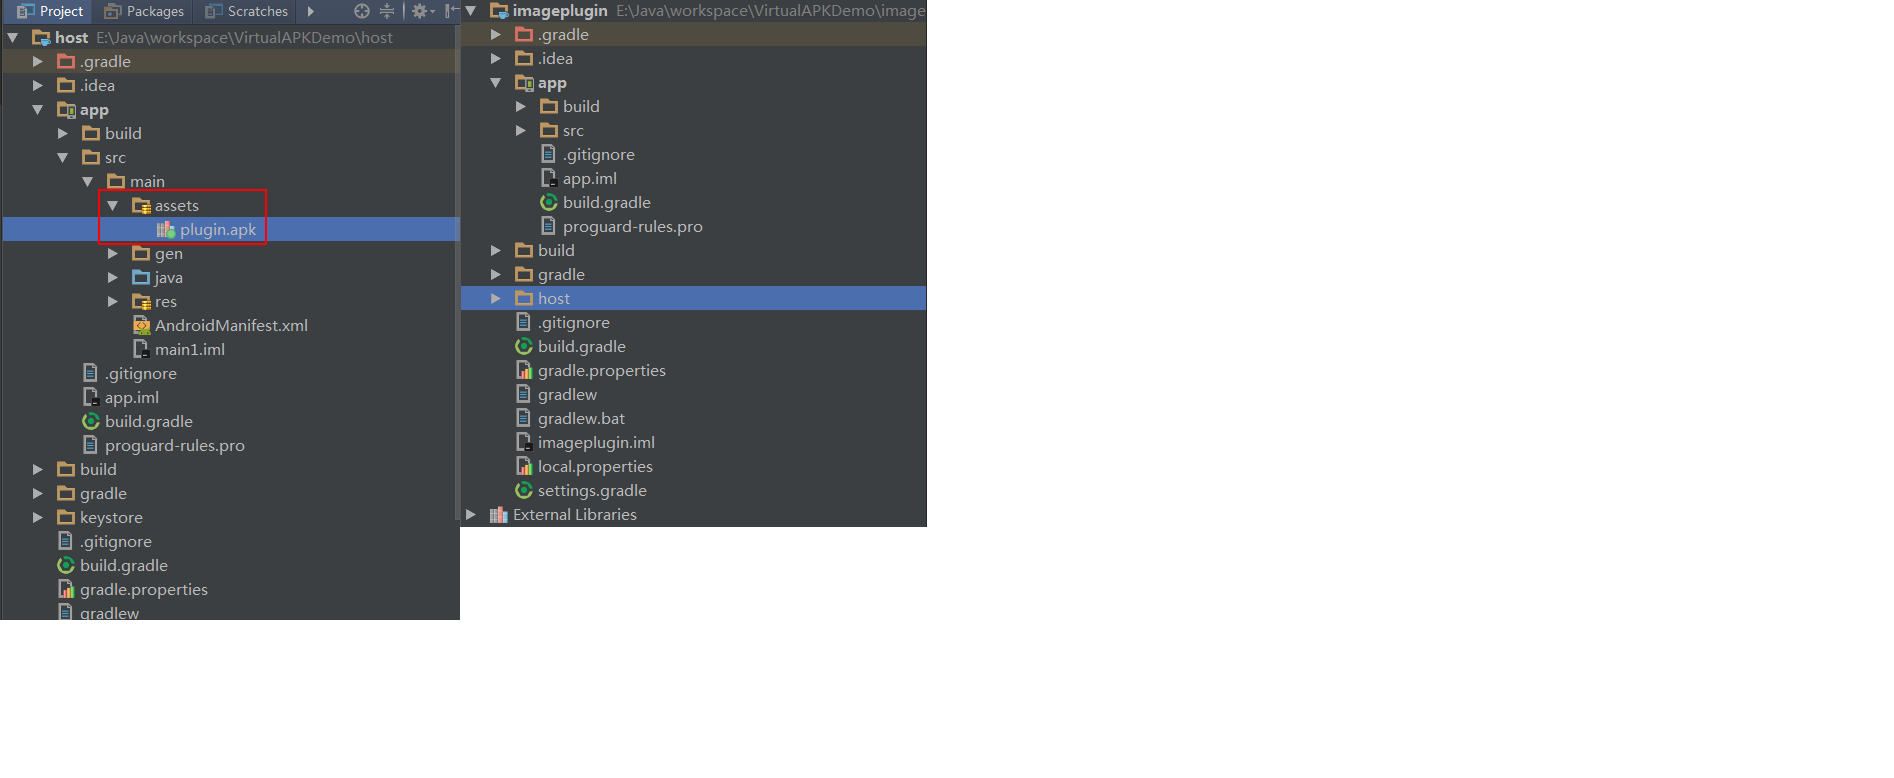 Project Packages Scratches
host E:\Java\workspace\VirtualAPKDemo\host
.gradle
.idea
app
build
src
main
assets
plugin.apk
gen
java
res
AndroidManifest.xml
main1.iml
.gitignore
app.iml
build.gradle
proguard-rules.pro
build
gradle
keystore
.gitignore
build.gradle
gradle.properties
gradlew
imageplugin E:\Java\workspace\VirtualAPKDemo\image
.gradle
.idea
app
build
src
.gitignore
app.iml
build.gradle
proguard-rules.pro
build
gradle
host
.gitignore
build.gradle
gradle.properties
gradlew
gradlew.bat
imageplugin.iml
local.properties
settings.gradle
External Libraries